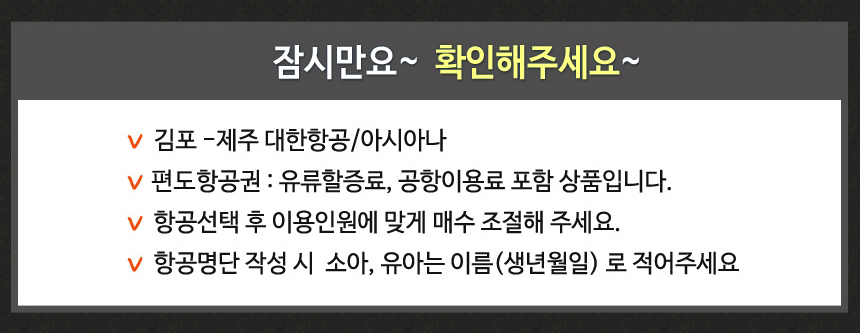 잠시만요~ 확인해주세요~
v 김포 -제주 대한항공/아시아나
v 편도항공권 : 유류할증료, 공항이용료 포함 상품입니다.
v 항공선택 후 이용인원에 맞게 매수 조절해 주세요.
v 항공명단 작성 시 소아, 유아는 이름(생년월일) 로 적어주세요